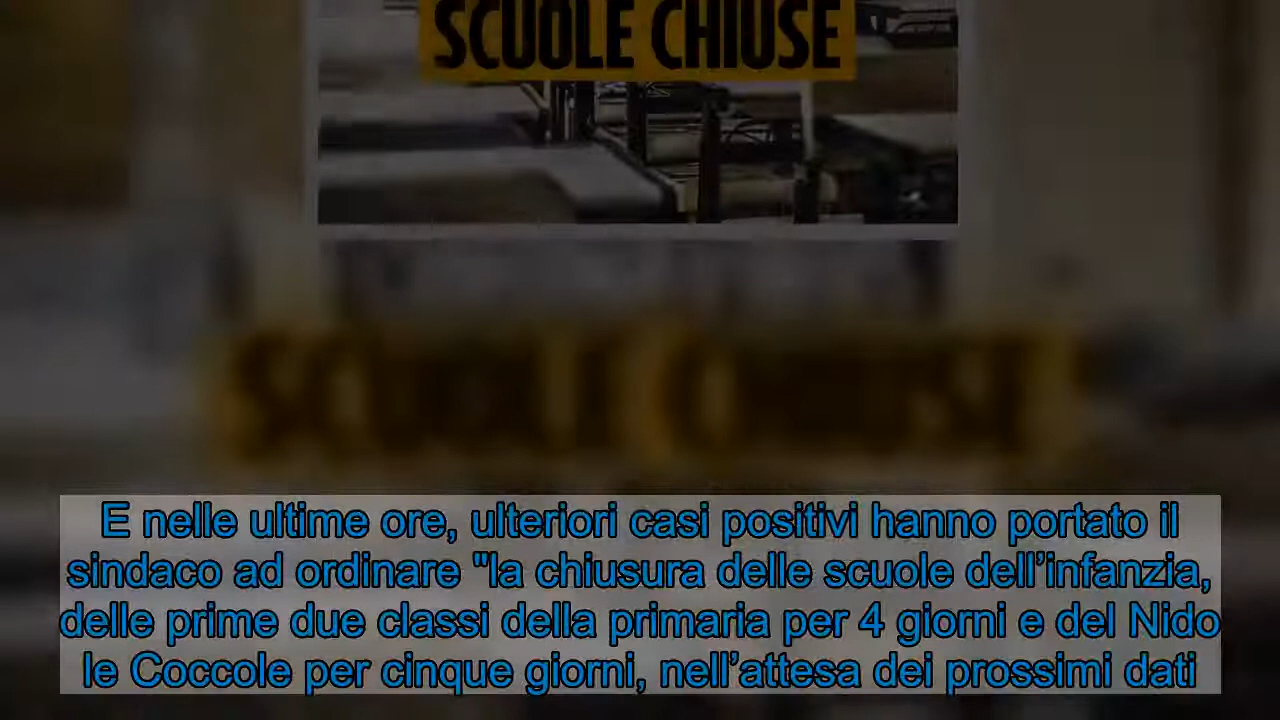 SCUOLE CHIUSE
E nelle ultime ore, ulteriori casi positivi hanno portato il
sindaco ad ordinare "la chiusura delle scuole dell’infanzia,
delle prime due classi della primaria per 4 giorni e del Nido
le Coccole per cinque giorni, nell’attesa dei prossimi dati